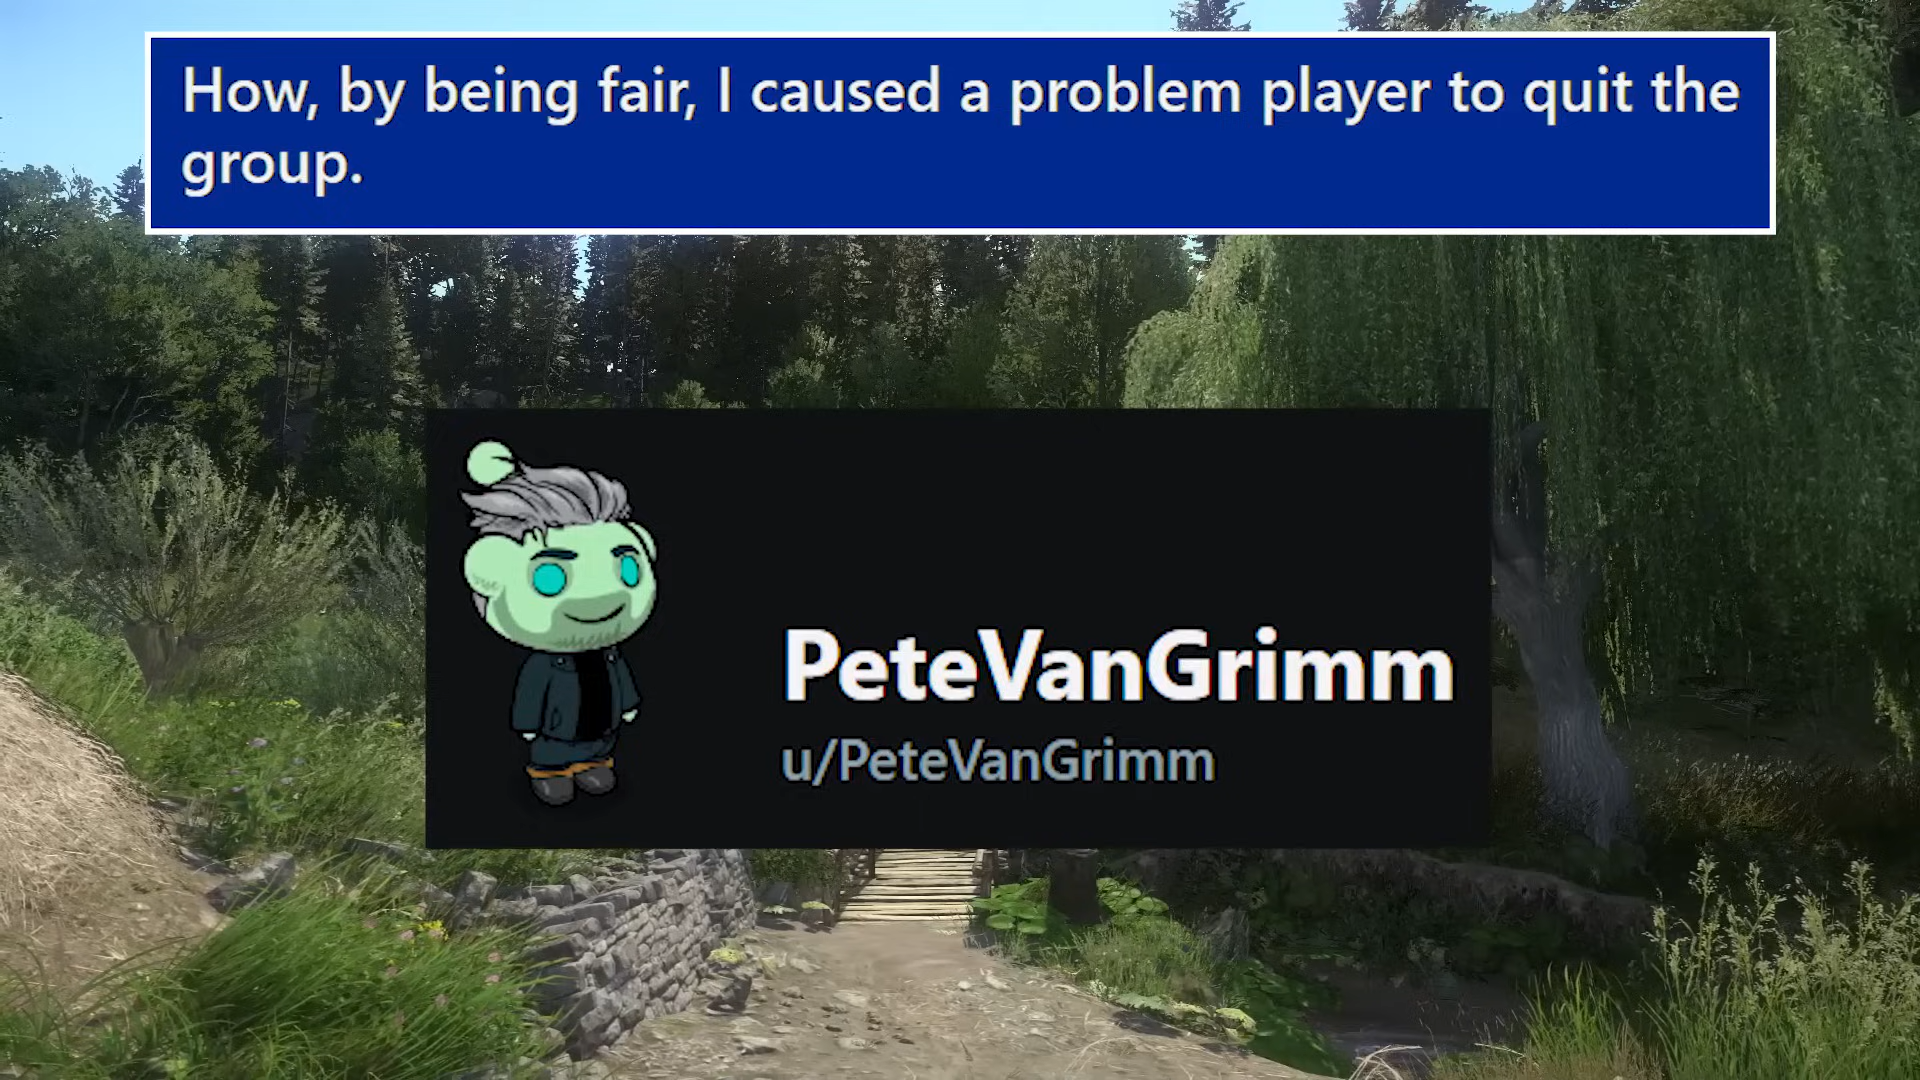 How, by being fair, I caused a problem player to quit the
group.
PeteVanGrimm
u/PeteVanGrimm